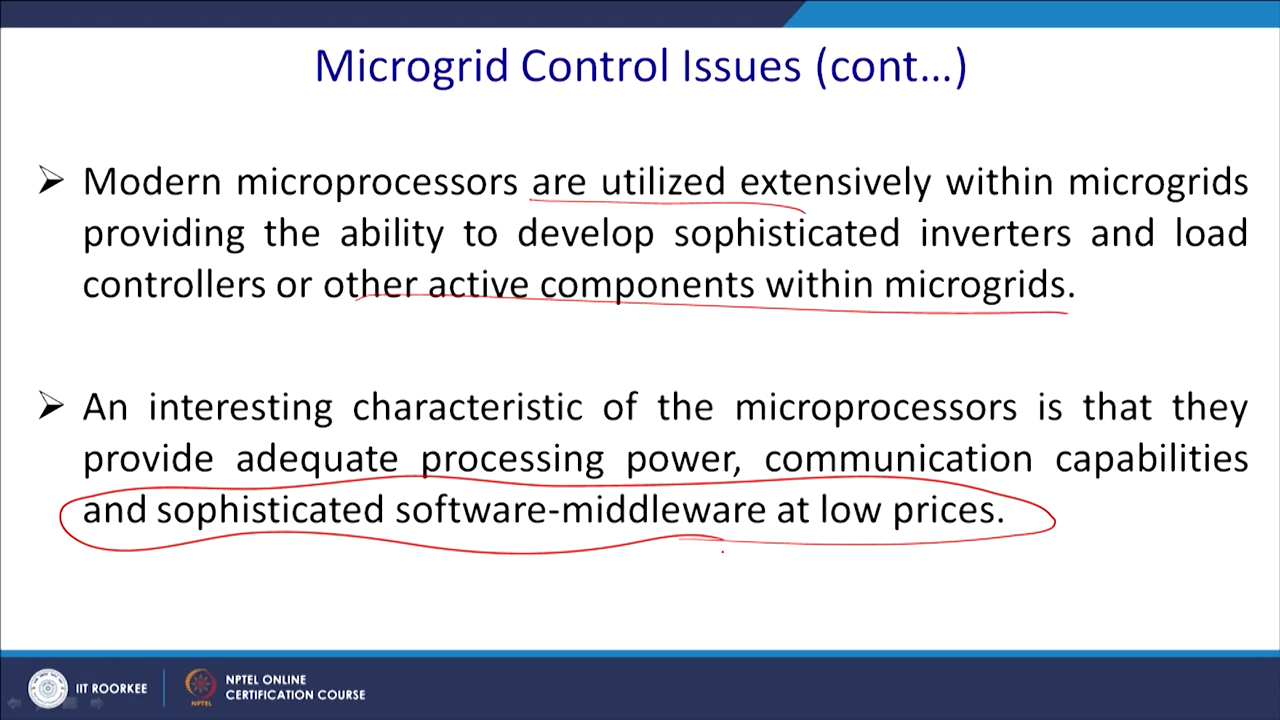 Microgrid Control Issues (cont...)
➢ Modern microprocessors are utilized extensively within microgrids
providing the ability to develop sophisticated inverters and load
controllers or other active components within microgrids.
➢ An interesting characteristic of the microprocessors is that they
provide adequate processing power, communication capabilities
and sophisticated software-middleware at low prices.
IIT ROORKEE
NPTEL
NPTEL ONLINE
CERTIFICATION COURSE